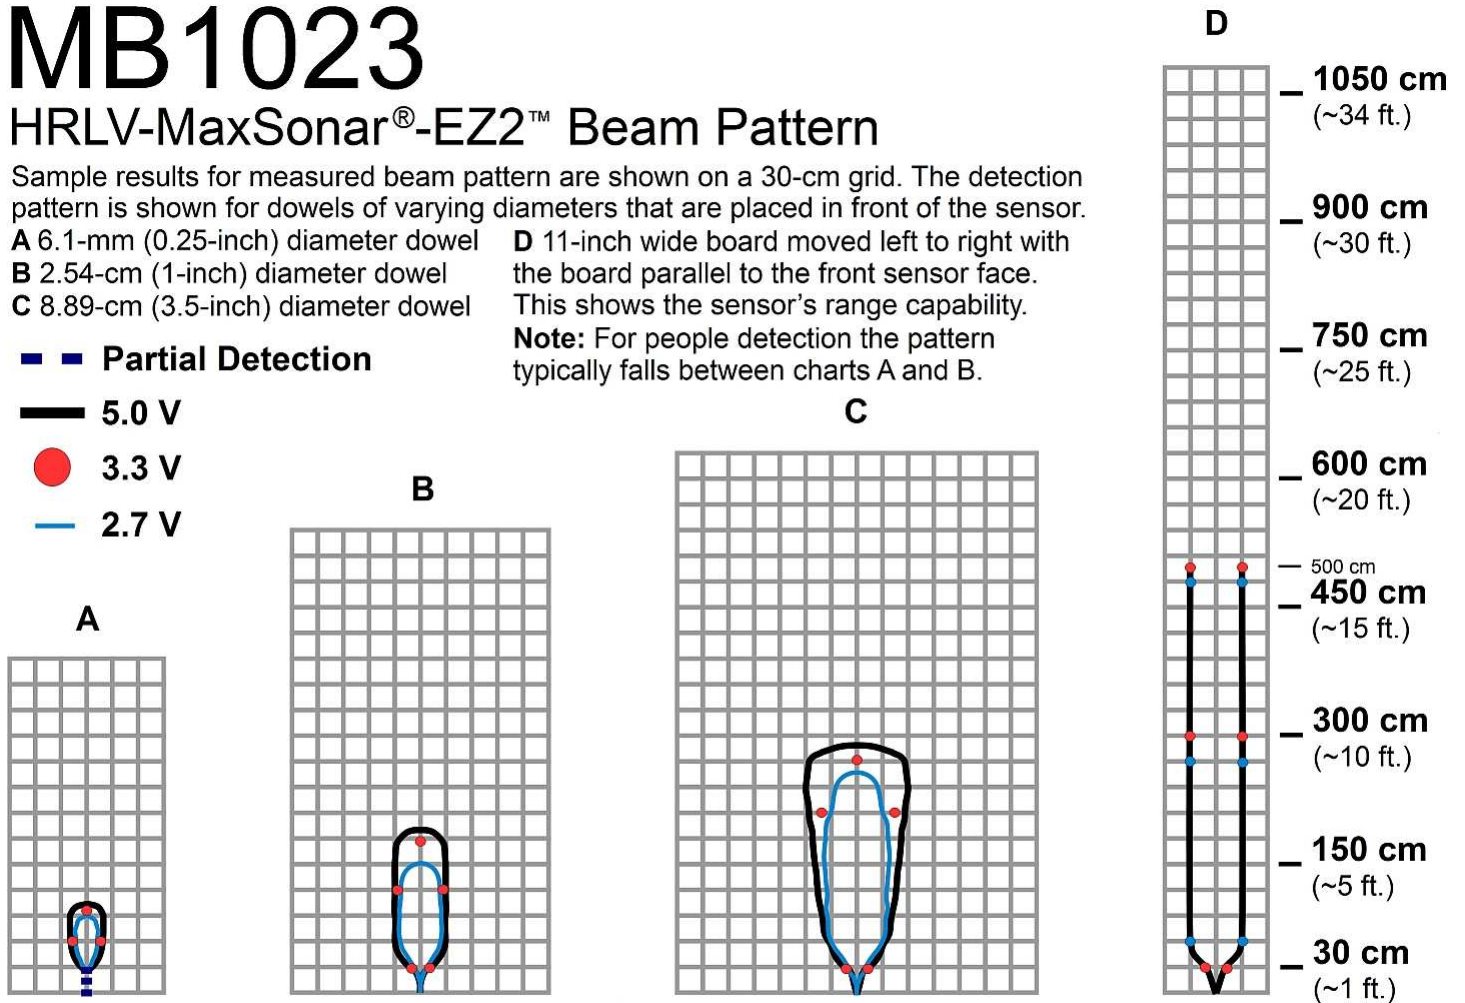 MB1023
HRLV-MaxSonar®-EZ2™ Beam Pattern
Sample results for measured beam pattern are shown on a 30-cm grid. The detection
pattern is shown for dowels of varying diameters that are placed in front of the sensor.
A 6.1-mm (0.25-inch) diameter dowel
B 2.54-cm (1-inch) diameter dowel
C 8.89-cm (3.5-inch) diameter dowel
D 11-inch wide board moved left to right with
the board parallel to the front sensor face.
This shows the sensor's range capability.
Note: For people detection the pattern
typically falls between charts A and B.
Partial Detection
5.0 V
3.3 V
2.7 V
A
B
C
D
1050 cm
(~34 ft.)
900 cm
(~30 ft.)
750 cm
(~25 ft.)
600 cm
(~20 ft.)
500 cm
450 cm
(~15 ft.)
300 cm
(~10 ft.)
150 cm
(~5 ft.)
30 cm
(~1 ft.)